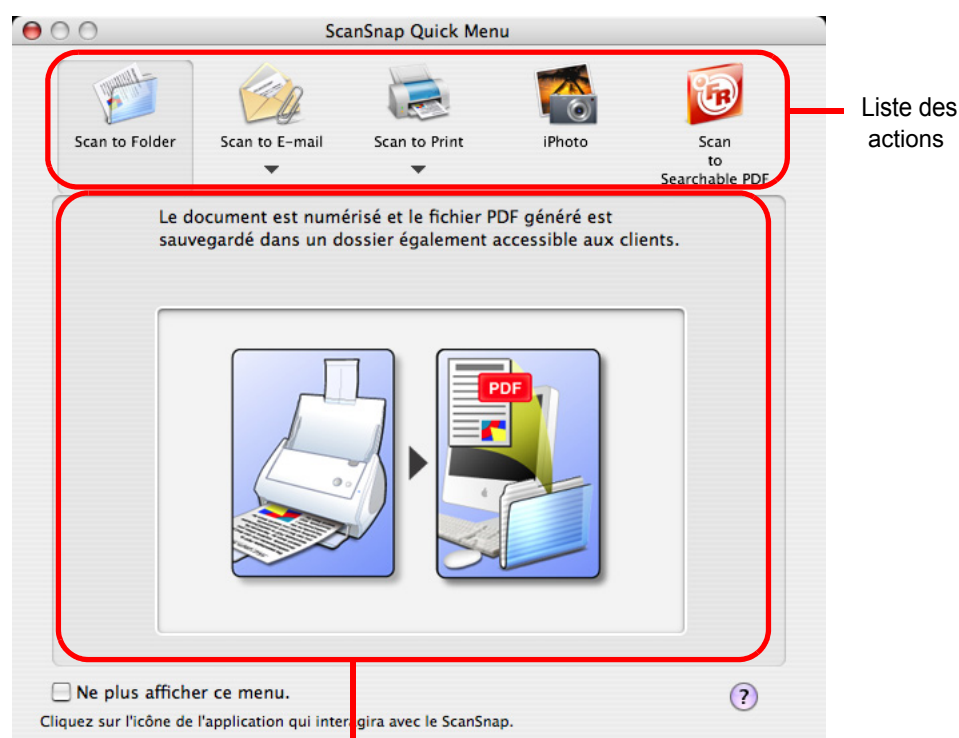 ScanSnap Quick Menu
Scan to Folder
Scan to E-mail
Scan to Print
iPhoto
Scan
to
Searchable PDF
FR
Liste des
actions
Le document est numérisé et le fichier PDF généré est
sauvegardé dans un dossier également accessible aux clients.
PDF
Ne plus afficher ce menu.
?
Cliquez sur l'icône de l'application qui interagira avec le ScanSnap.